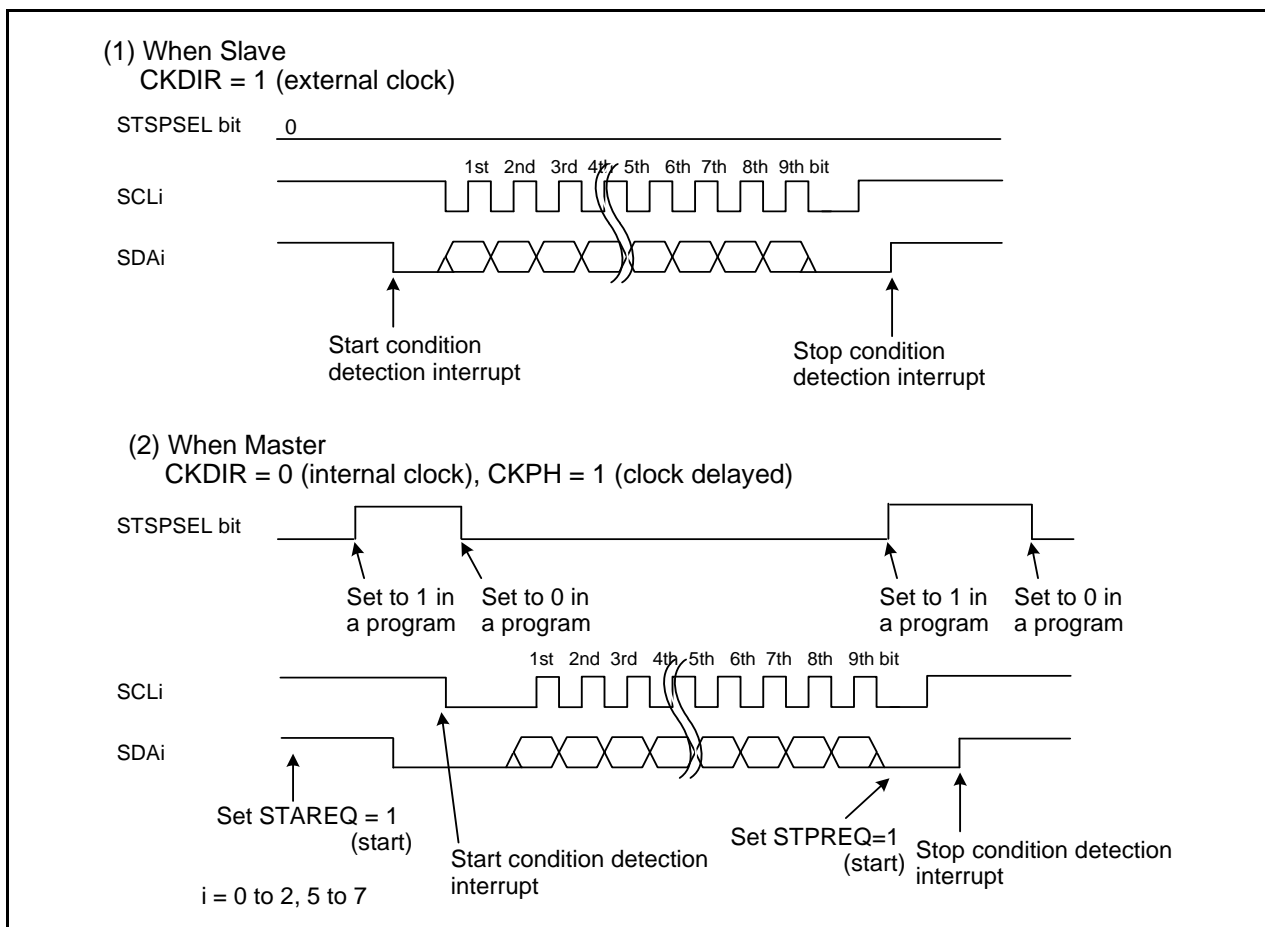 (1) When Slave
CKDIR = 1 (external clock)
STSPSEL bit 0
1st 2nd 3rd 4th 5th 6th 7th 8th 9th bit
SCLi
SDAi
Start condition
detection interrupt
Stop condition
detection interrupt
(2) When Master
CKDIR = 0 (internal clock), CKPH = 1 (clock delayed)
STSPSEL bit
Set to 1 in
a program
Set to 0 in
a program
Set to 1 in
a program
Set to 0 in
a program
1st 2nd 3rd 4th 5th 6th 7th 8th 9th bit
SCLi
SDAi
Set STAREQ = 1
(start)
Start condition detection
interrupt
Set STPREQ=1
(start)
Stop condition detection
interrupt
i = 0 to 2, 5 to 7